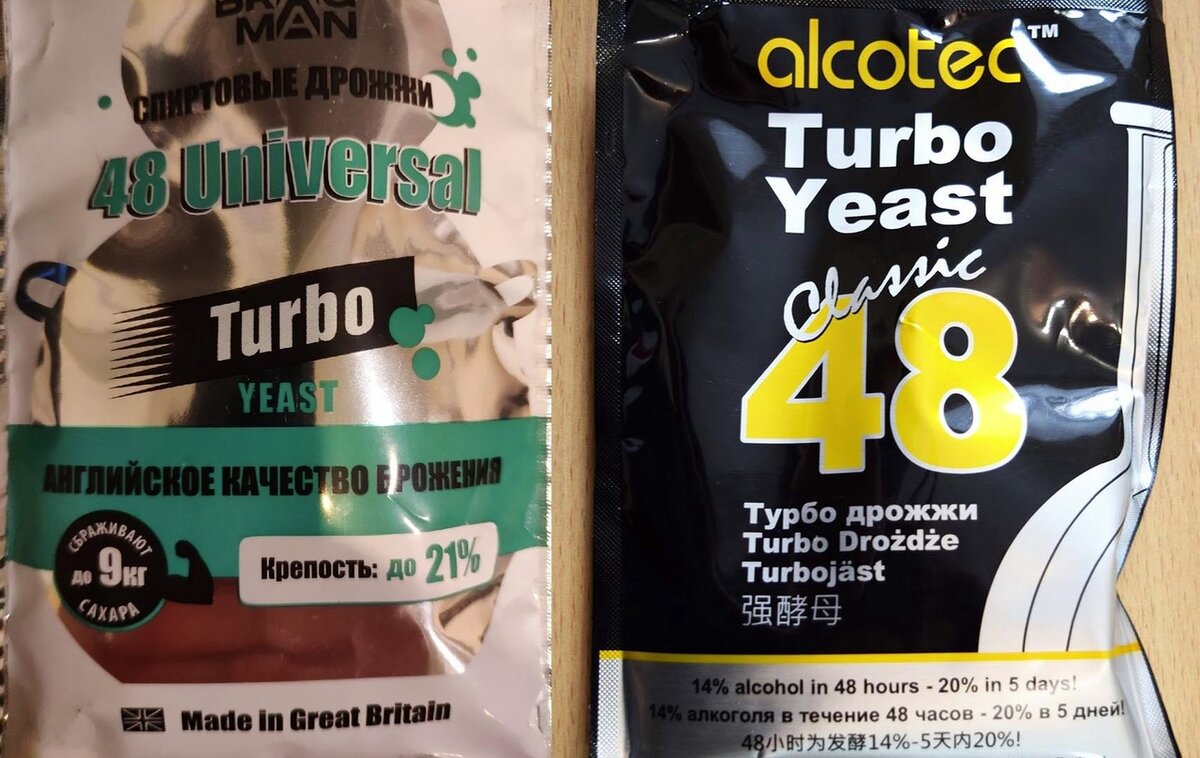 BRAG
MAN
СПИРТОВЫЕ ДРОЖЖИ
48 Universal
Turbo
YEAST
АНГЛИЙСКОЕ КАЧЕСТВО БРОЖЕНИЯ
СБРАЖИВАЮТ
до 9кг
САХАРА
Крепость: до 21%
Made in Great Britain
alcotec™
Turbo
Yeast
Classic
48
Турбо дрожжи
Turbo Drożdże
Turbojäst
强酵母
14% alcohol in 48 hours - 20% in 5 days!
14% алкоголя в течение 48 часов - 20% в 5 дней!
48小时为发酵14%-5天内20%!